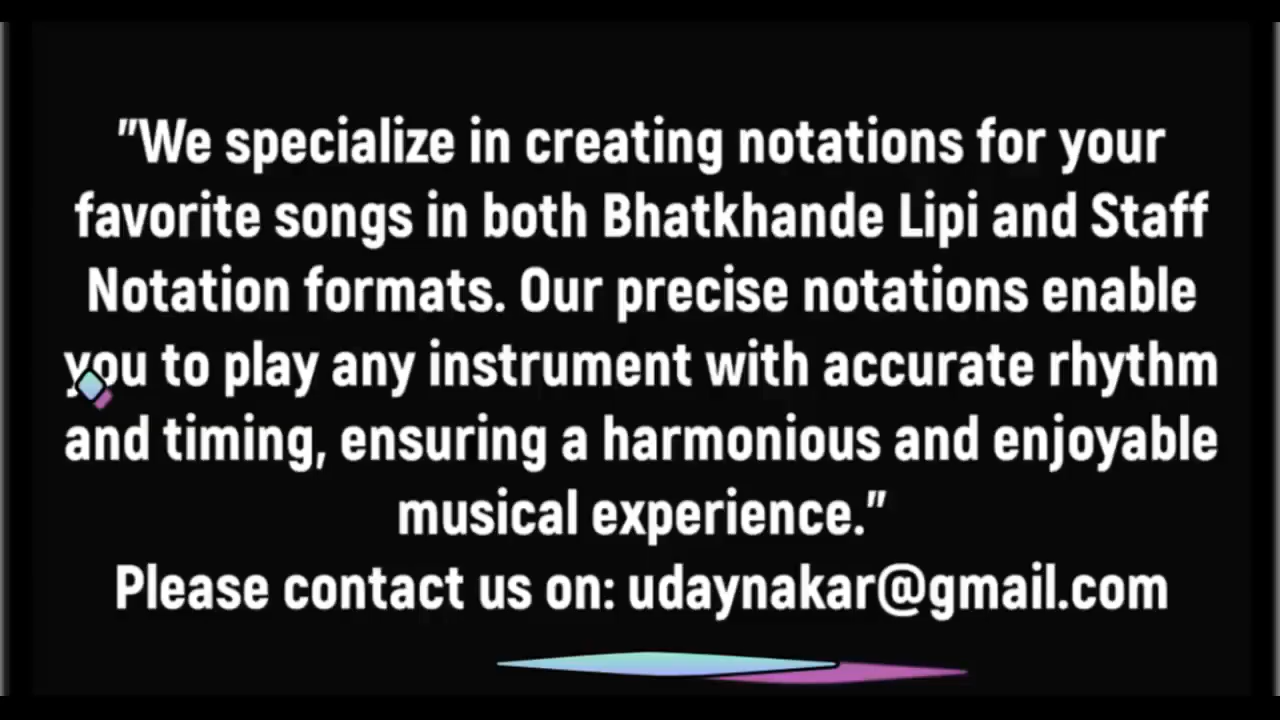 "We specialize in creating notations for your
favorite songs in both Bhatkhande Lipi and Staff
Notation formats. Our precise notations enable
you to play any instrument with accurate rhythm
and timing, ensuring a harmonious and enjoyable
musical experience."
Please contact us on: udaynakar@gmail.com